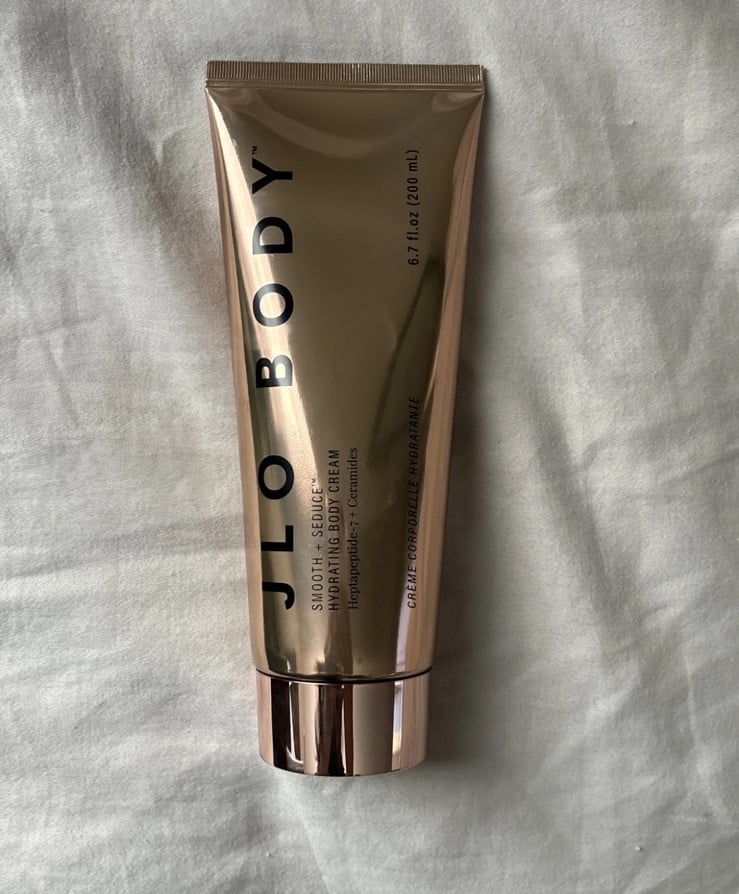 JLO BODY™
SMOOTH + SEDUCE™
HYDRATING BODY CREAM
Heptapeptide-7 + Ceramides
CRÈME CORPORELLE HYDRATANTE
6.7 fl.oz (200 mL)